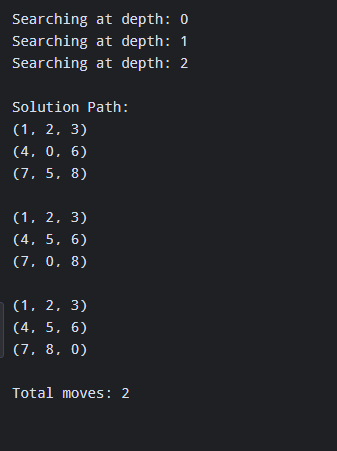 Searching at depth: 0
Searching at depth: 1
Searching at depth: 2
Solution Path:
(1, 2, 3)
(4, 0, 6)
(7, 5, 8)
(1, 2, 3)
(4, 5, 6)
(7, 0, 8)
(1, 2, 3)
(4, 5, 6)
(7, 8, 0)
Total moves: 2